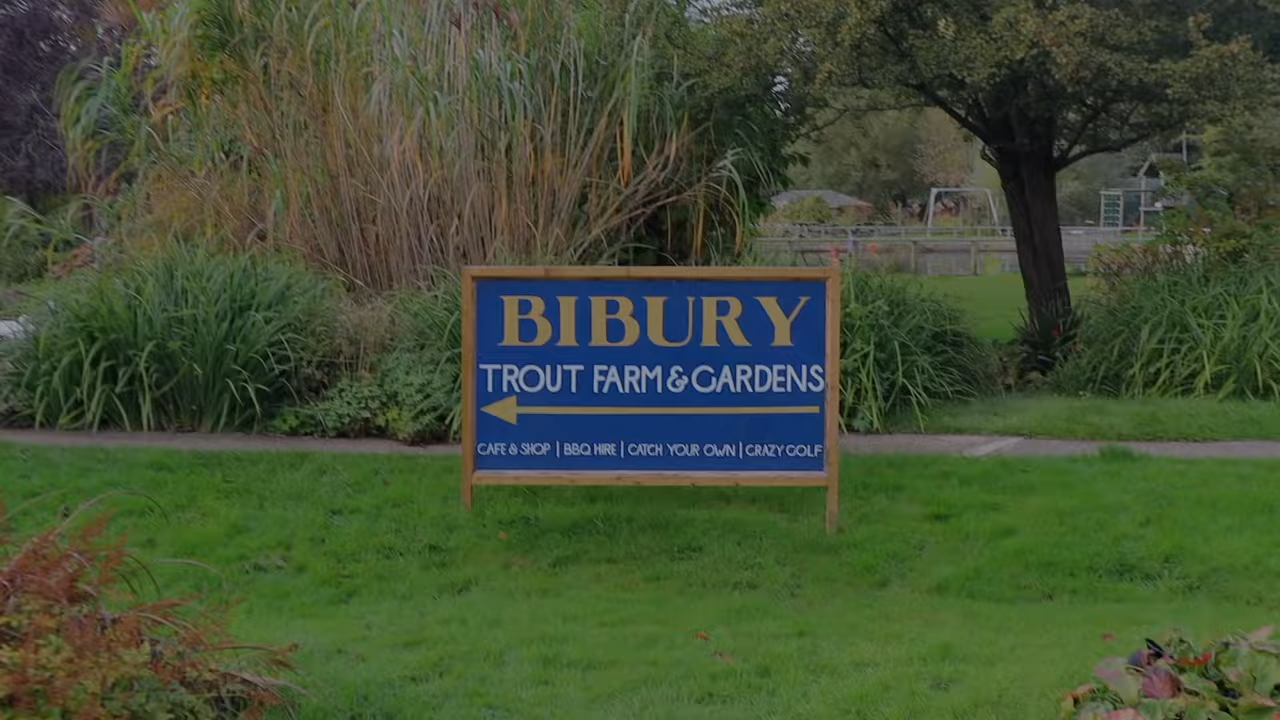 BIBURY
TROUT FARM & GARDENS
CAFE & SHOP | BBQ HIRE | CATCH YOUR OWN | CRAZY GOLF